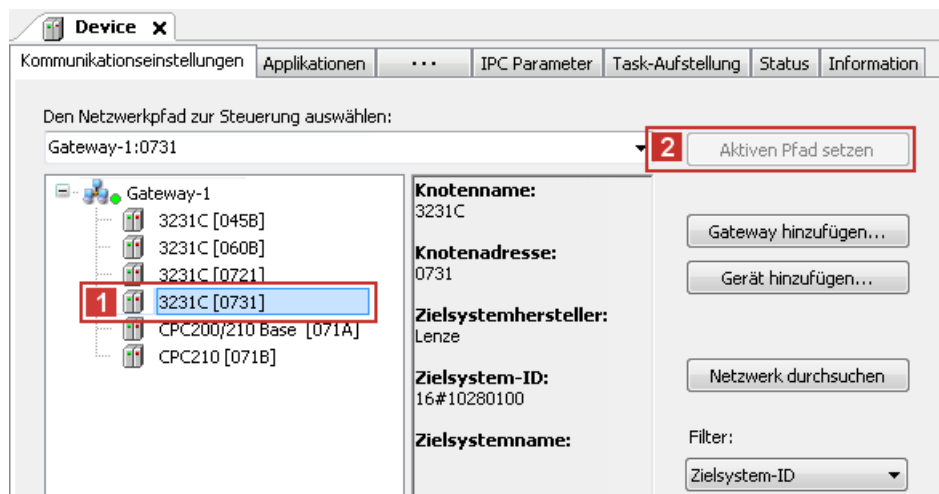 Device X
Kommunikationseinstellungen Applikationen ... IPC Parameter Task-Aufstellung Status Information
Den Netzwerkpfad zur Steuerung auswählen:
Gateway-1:0731
2 Aktiven Pfad setzen
Gateway-1
3231C [045B]
3231C [060B]
3231C [0721]
1 3231C [0731]
CPC200/210 Base [071A]
CPC210 [071B]
Knotenname:
3231C
Knotenadresse:
0731
Zielsystemhersteller:
Lenze
Zielsystem-ID:
16#10280100
Zielsystemname:
Gateway hinzufügen...
Gerät hinzufügen...
Netzwerk durchsuchen
Filter:
Zielsystem-ID